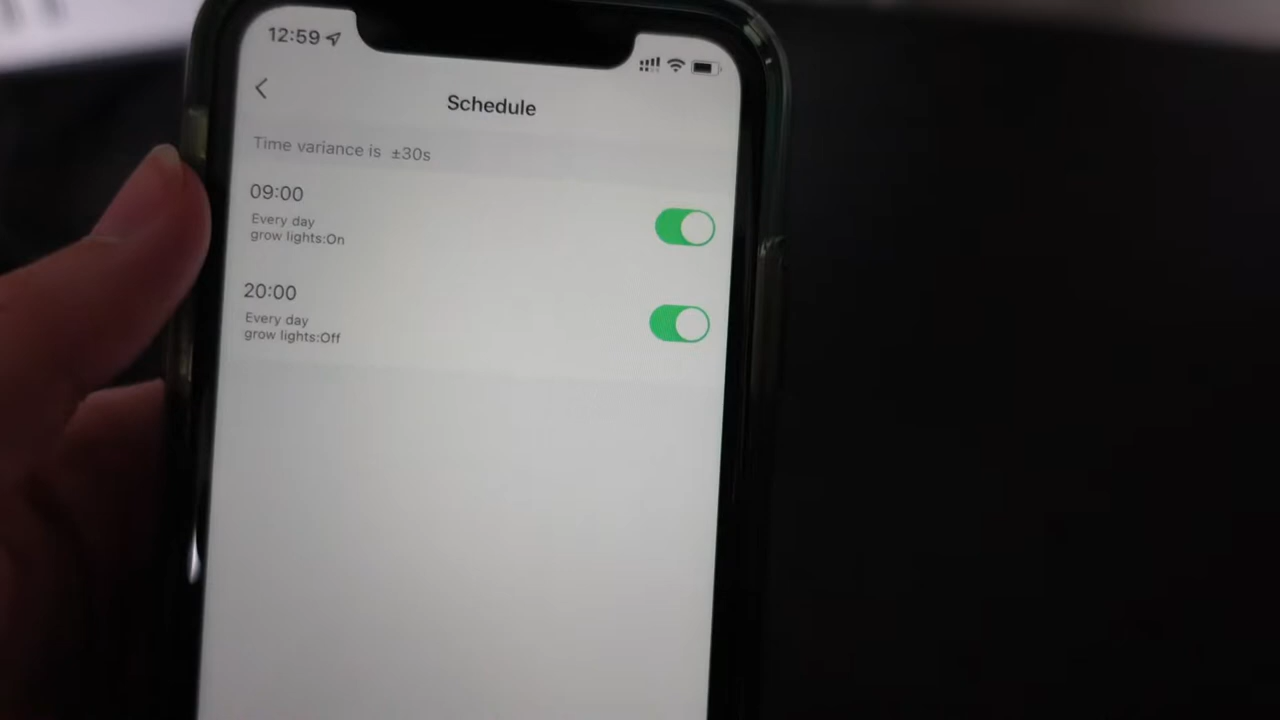 12:59
Schedule
Time variance is ±30s
09:00
Every day
grow lights:On
20:00
Every day
grow lights:Off